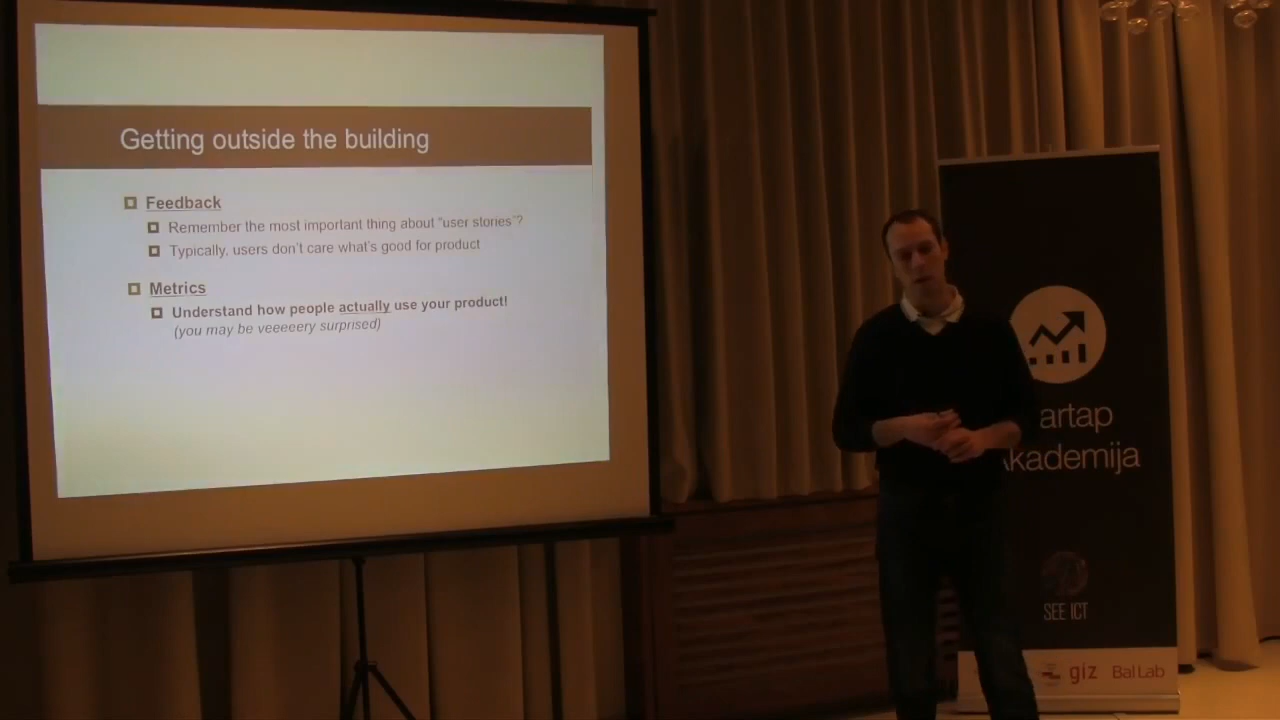 Getting outside the building
Feedback
Remember the most important thing about "user stories"?
Typically, users don't care what's good for product
Metrics
Understand how people actually use your product!
(you may be veeeeery surprised)
artap
kademija
SEE ICT
giz
Bal Lab